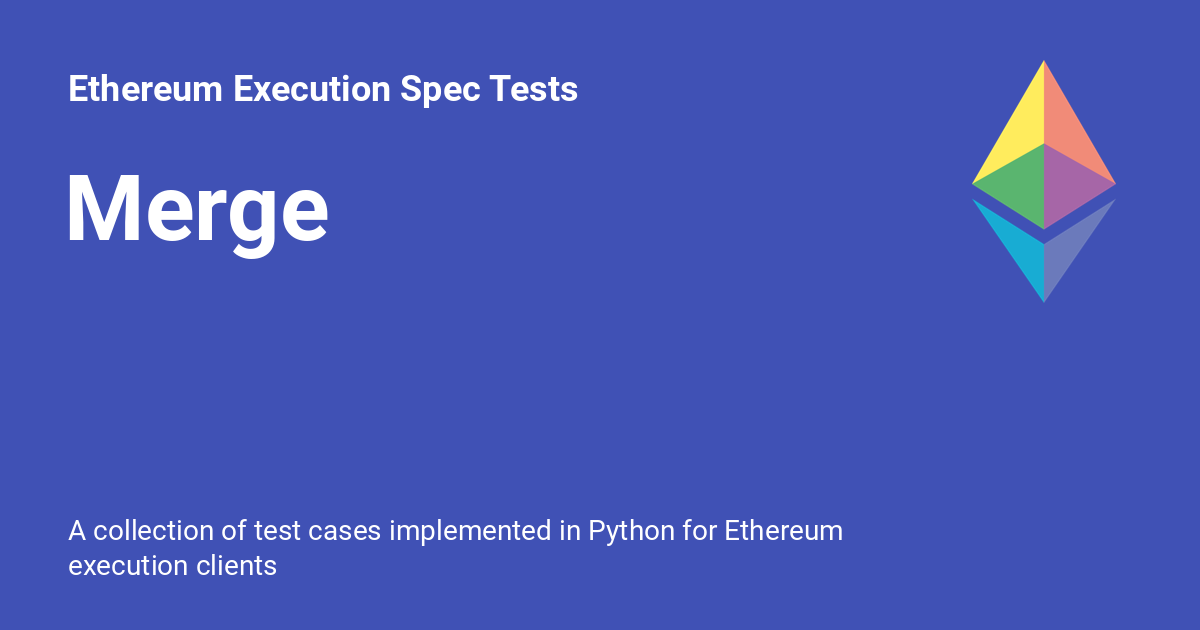 Ethereum Execution Spec Tests
Merge
A collection of test cases implemented in Python for Ethereum
execution clients